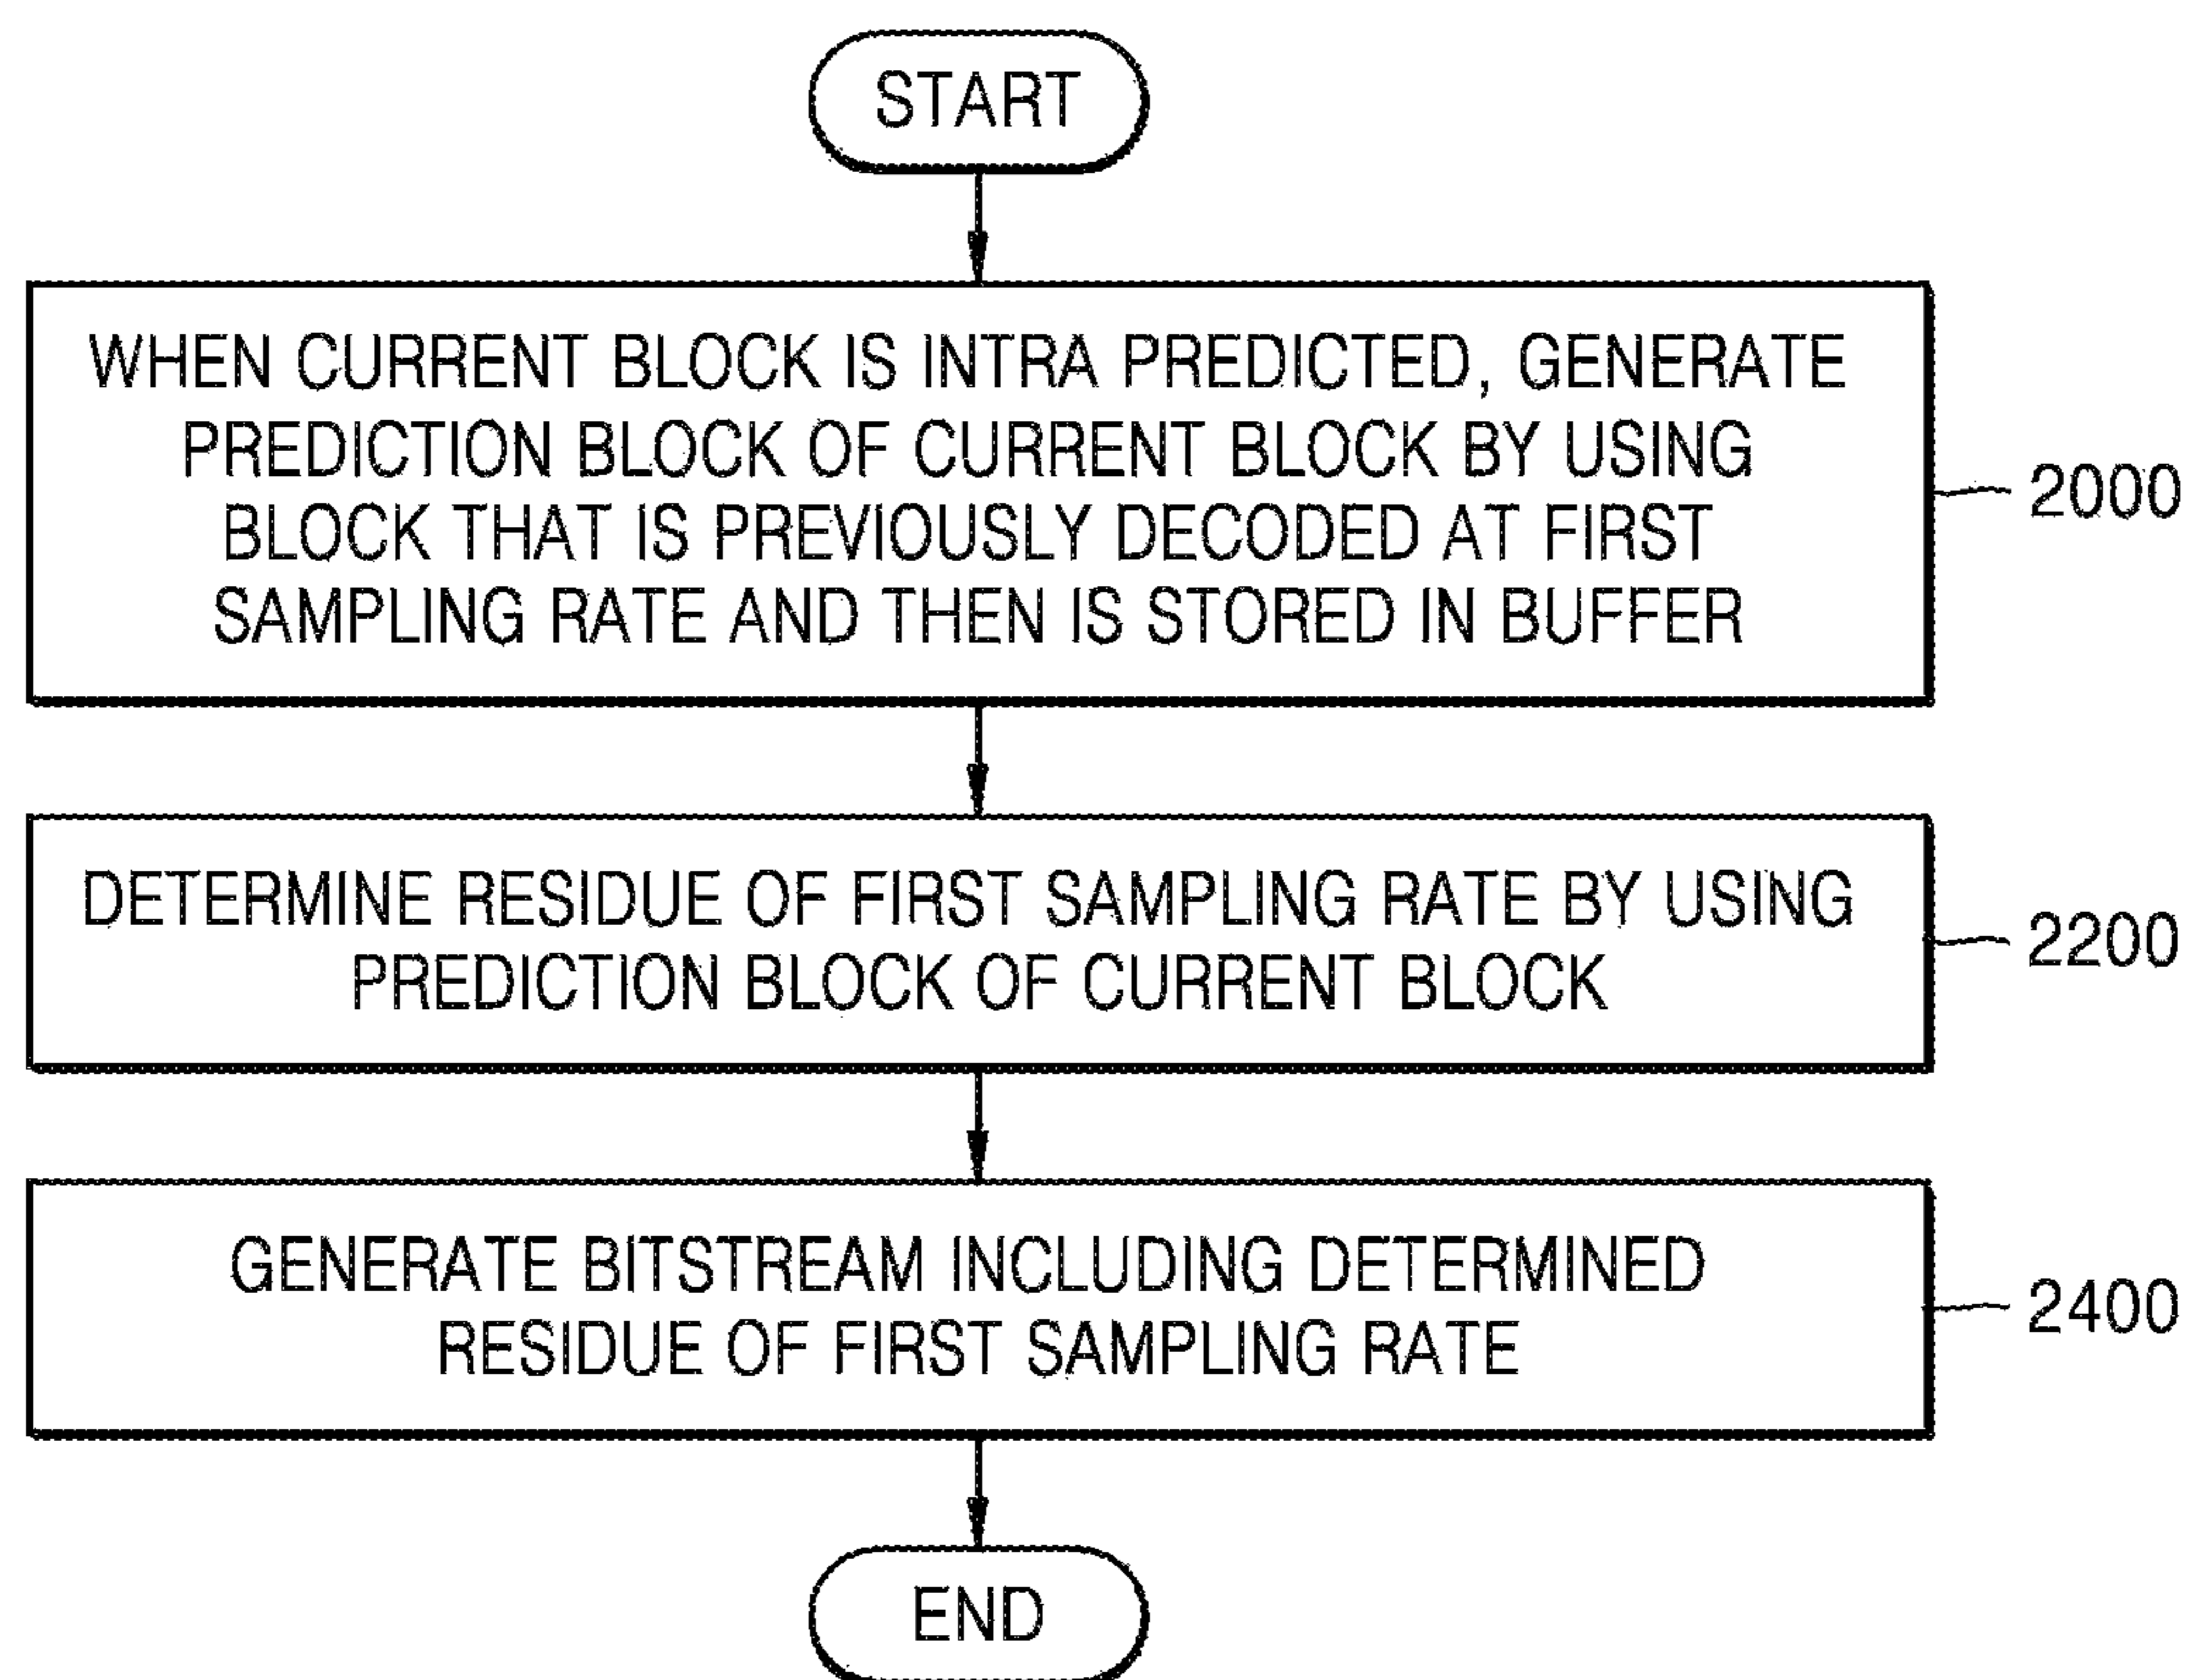 START
WHEN CURRENT BLOCK IS INTRA PREDICTED, GENERATE
PREDICTION BLOCK OF CURRENT BLOCK BY USING
BLOCK THAT IS PREVIOUSLY DECODED AT FIRST
SAMPLING RATE AND THEN IS STORED IN BUFFER
2000
DETERMINE RESIDUE OF FIRST SAMPLING RATE BY USING
PREDICTION BLOCK OF CURRENT BLOCK
2200
GENERATE BITSTREAM INCLUDING DETERMINED
RESIDUE OF FIRST SAMPLING RATE
2400
END